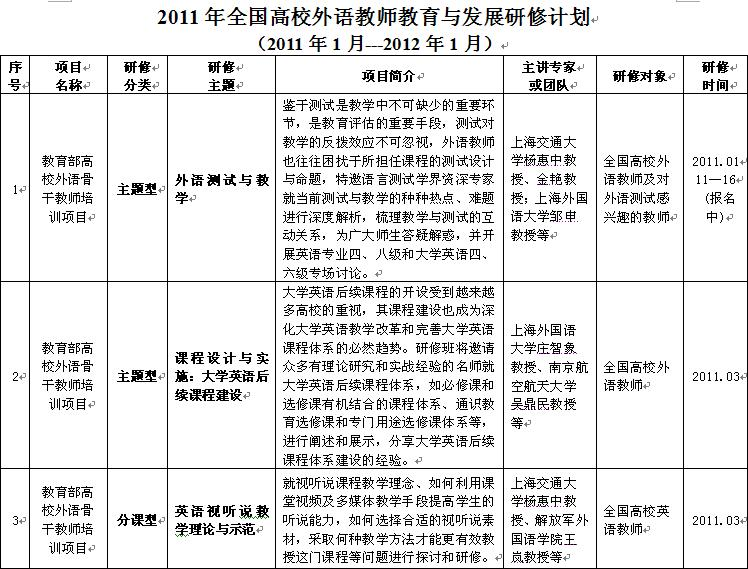 2011年全国高校外语教师教育与发展研修计划
（2011年1月---2012年1月）
序
号
项目
名称
研修
分类
研修
主题
项目简介
主讲专家
或团队
研修对象
研修
时间
1
教育部高
校外语骨
干教师培
训项目
主题型
外语测试与教
学
鉴于测试是教学中不可缺少的重要环
节，是教育评估的重要手段，测试对
教学的反拨效应不可忽视，外语教师
也往往困扰于所担任课程的测试设计
与命题，特邀语言测试学界资深专家
就当前测试与教学的种种热点、难题
进行深度解析，梳理教学与测试的互
动关系，为广大师生答疑解惑，并开
展英语专业四、八级和大学英语四、
六级专场讨论。
上海交通大
学杨惠中教
授、金艳教
授；上海外国
语大学邹申
教授等
全国高校外
语教师及对
外语测试感
兴趣的教师
2011.01
11—16
(报名
中)
2
教育部高
校外语骨
干教师培
训项目
主题型
课程设计与实
施：大学英语后
续课程建设
大学英语后续课程的开设受到越来越
多高校的重视，其课程建设也成为深
化大学英语教学改革和完善大学英语
课程体系的必然趋势。研修班将邀请
众多有理论研究和实战经验的名师就
大学英语后续课程体系，如必修课和
选修课有机结合的课程体系、通识教
育选修课和专门用途选修课体系等，
进行阐述和展示，分享大学英语后续
课程体系建设的经验。
上海外国语
大学庄智象
教授、南京航
空航天大学
吴鼎民教授
等
全国高校外
语教师
2011.03
3
教育部高
校外语骨
干教师培
训项目
分课型
英语视听说教
学理论与示范
就视听说课程教学理念、如何利用课
堂视频及多媒体教学手段提高学生的
听说能力，如何选择合适的视听说素
材，采取何种教学方法才能更有效教
授这门课程等问题进行探讨和研修。
上海交通大
学杨惠中教
授、解放军外
国语学院王
岚教授等
全国高校英
语教师
2011.03